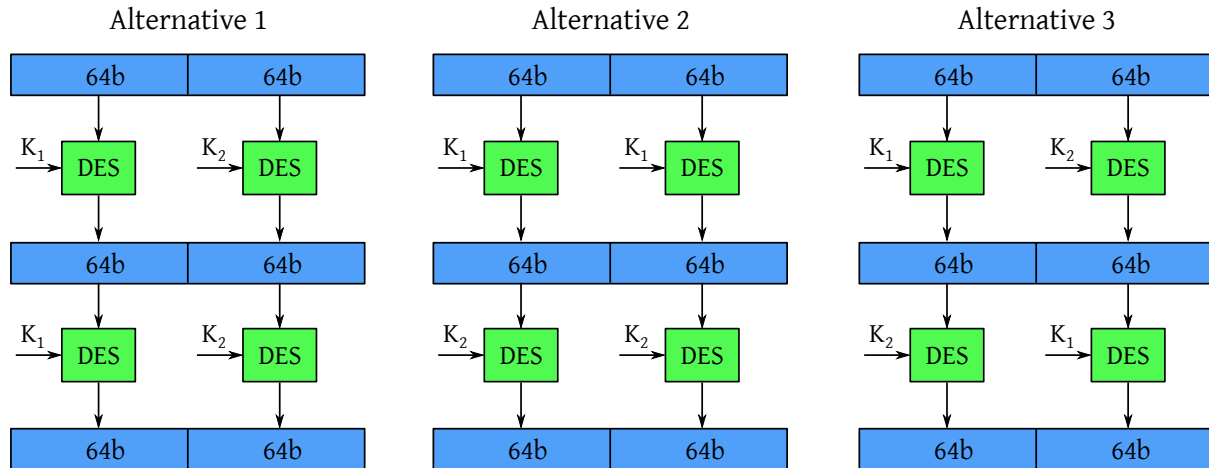 Alternative 1 Alternative 2 Alternative 3
64b 64b 64b 64b 64b 64b
K₁ DES K₂ DES K₁ DES K₁ DES K₁ DES K₂ DES
64b 64b 64b 64b 64b 64b
K₁ DES K₂ DES K₂ DES K₂ DES K₂ DES K₁ DES
64b 64b 64b 64b 64b 64b